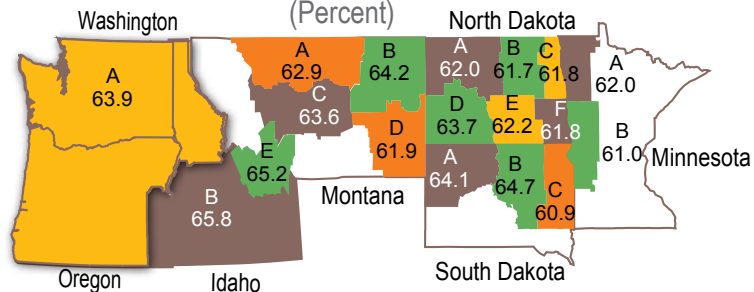 (Percent)
Washington
North Dakota
A
63.9
A
62.9
B
64.2
C
63.6
D
61.9
E
65.2
B
65.8
A
62.0
B
61.7
C
61.8
D
63.7
E
62.2
F
61.8
A
64.1
B
64.7
C
60.9
A
62.0
B
61.0
Minnesota
Montana
Oregon
Idaho
South Dakota